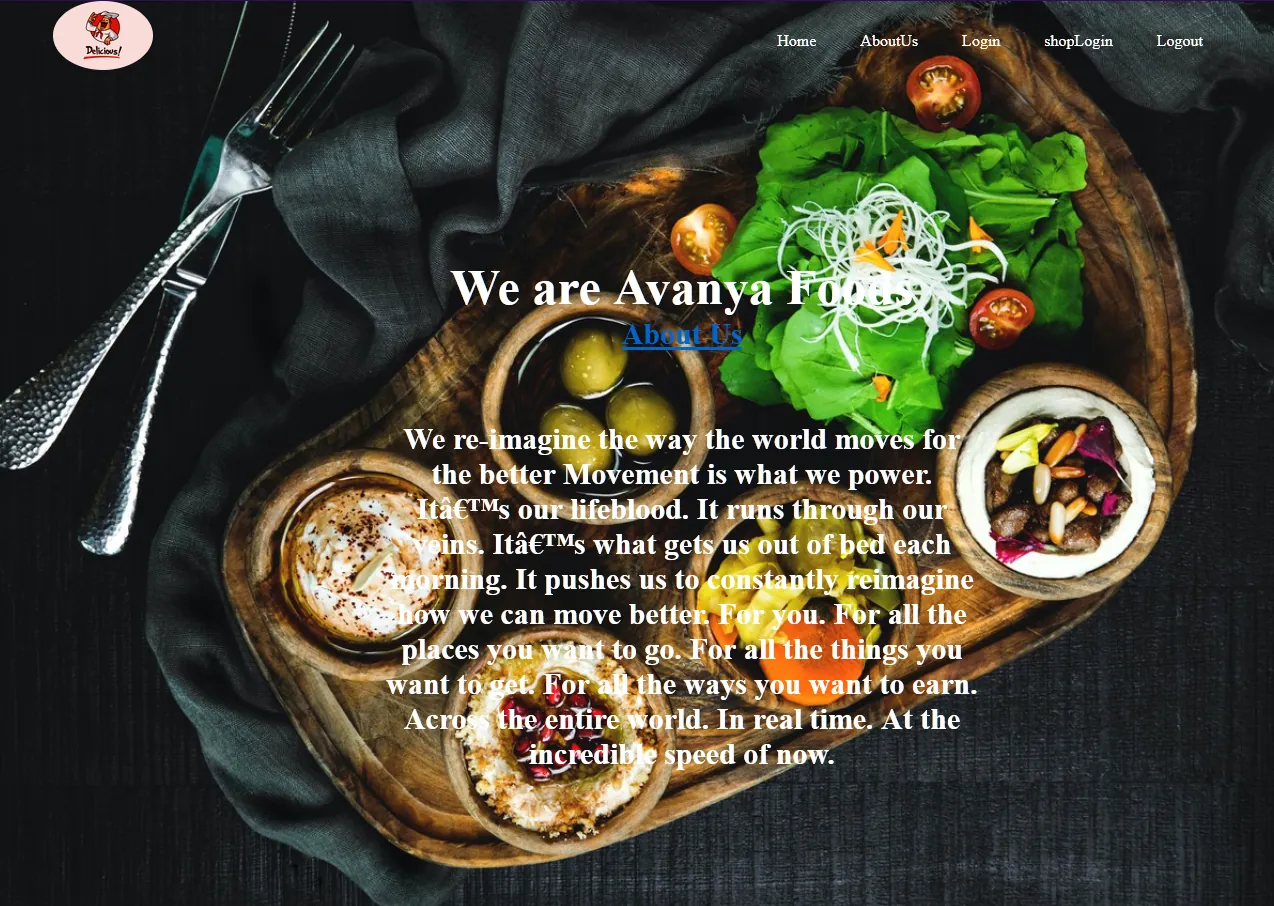 Delicious!
Home AboutUs Login shopLogin Logout
We are Avanya Foods
About Us
We re-imagine the way the world moves for
the better Movement is what we power.
Itâ€™s our lifeblood. It runs through our
veins. Itâ€™s what gets us out of bed each
morning. It pushes us to constantly reimagine
how we can move better. For you. For all the
places you want to go. For all the things you
want to get. For all the ways you want to earn.
Across the entire world. In real time. At the
incredible speed of now.